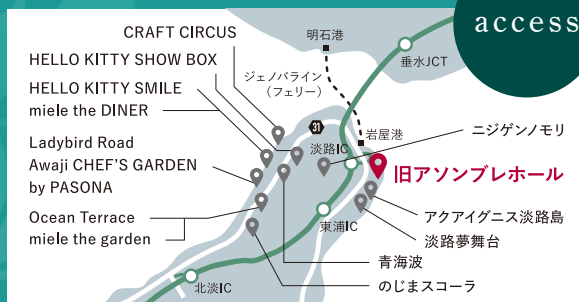 access
CRAFT CIRCUS
HELLO KITTY SHOW BOX
HELLO KITTY SMILE
miele the DINER
Ladybird Road
Awaji CHEF'S GARDEN
by PASONA
Ocean Terrace
miele the garden
明石港
垂水JCT
ジェノバライン
（フェリー）
31
岩屋港
淡路IC
ニジゲンノモリ
旧アソンブレホール
アクアイグニス淡路島
東浦IC
淡路夢舞台
青海波
のじまスコーラ
北淡IC